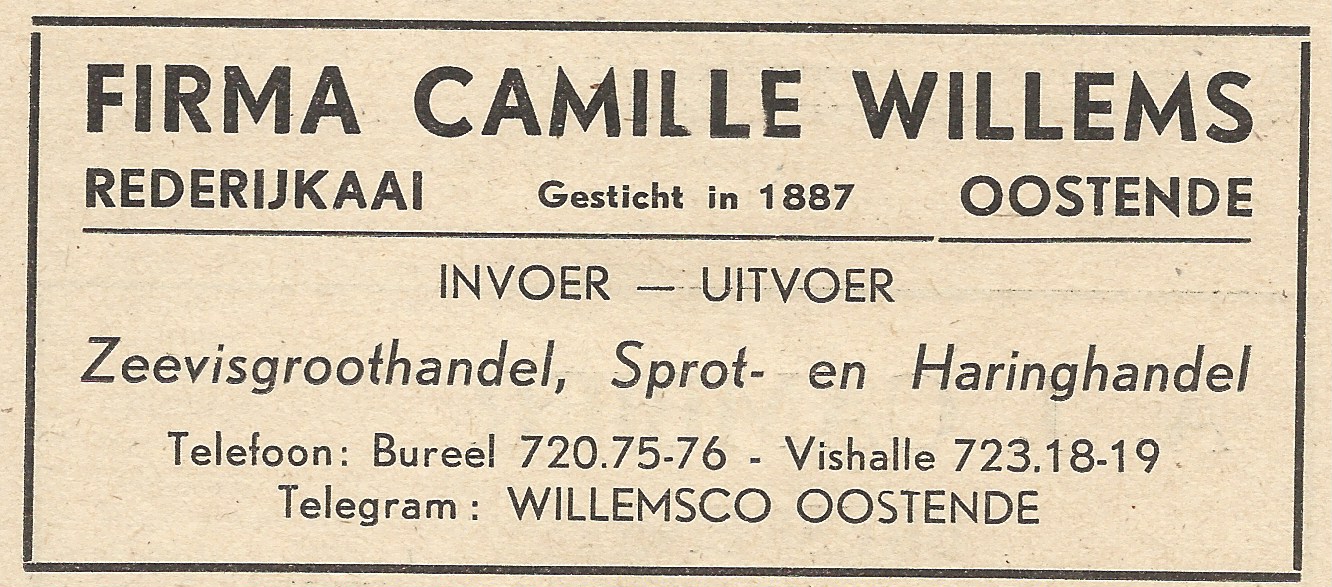 FIRMA CAMILLE WILLEMS
REDERIJKAAI Gesticht in 1887 OOSTENDE
INVOER — UITVOER
Zeevisgroothandel, Sprot- en Haringhandel
Telefoon: Bureel 720.75-76 - Vishalle 723.18-19
Telegram : WILLEMSCO OOSTENDE